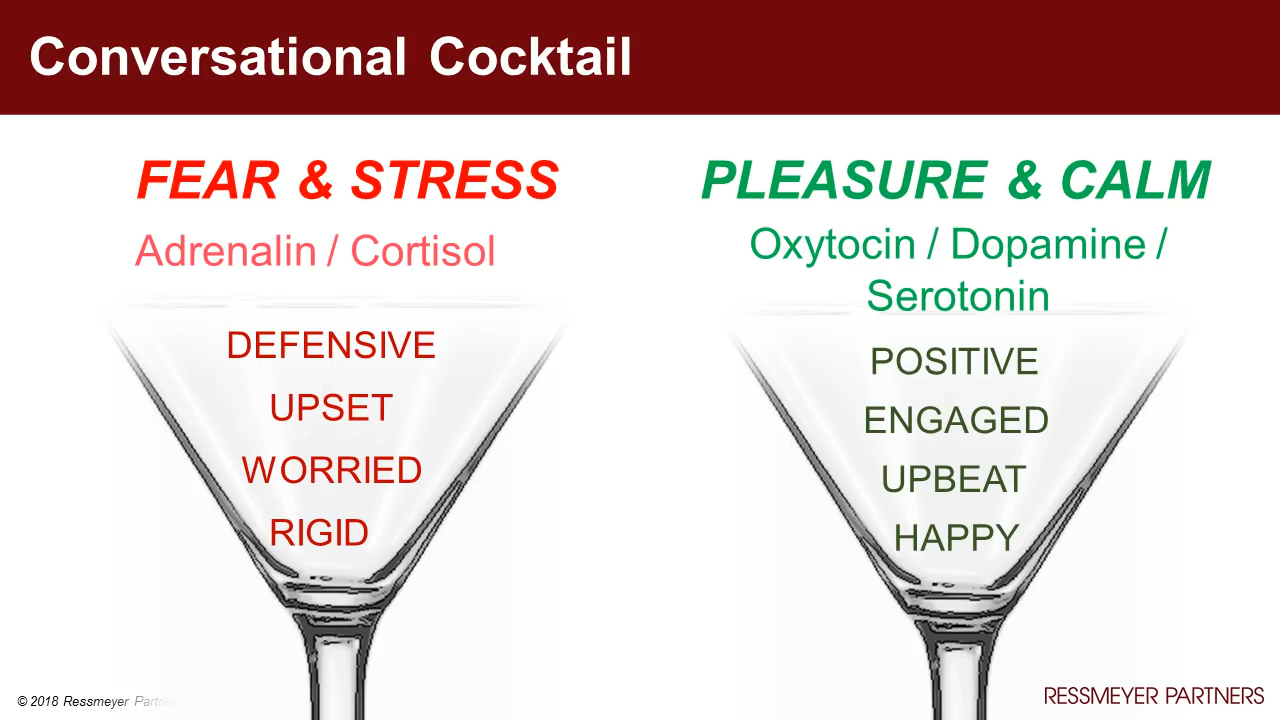 Conversational Cocktail
FEAR & STRESS
Adrenalin / Cortisol
DEFENSIVE
UPSET
WORRIED
RIGID
PLEASURE & CALM
Oxytocin / Dopamine /
Serotonin
POSITIVE
ENGAGED
UPBEAT
HAPPY
© 2018 Ressmeyer Partne
RESSMEYER PARTNERS